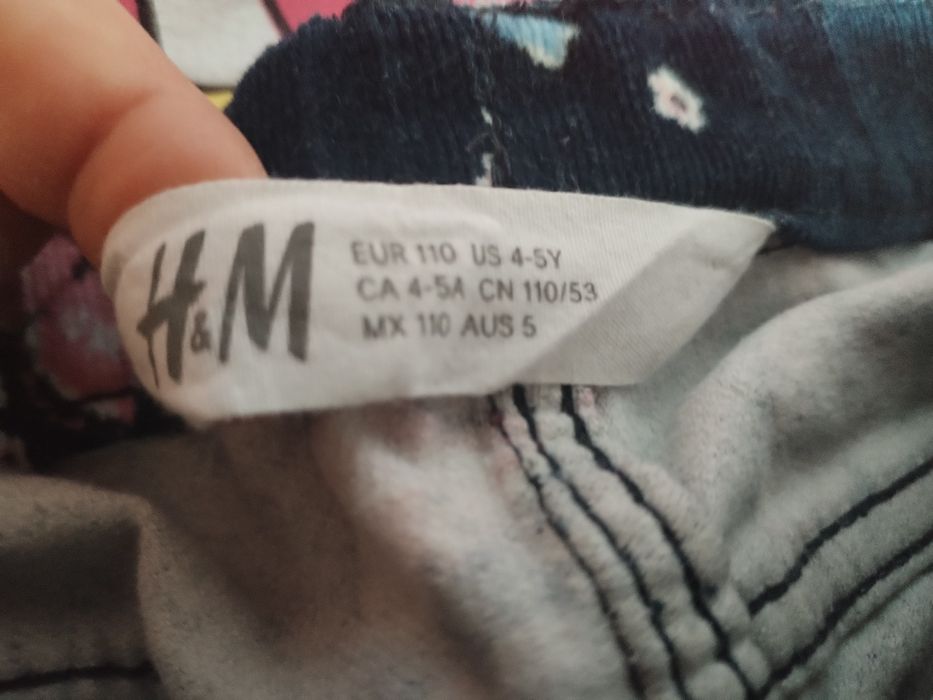 H&M
EUR 110 US 4-5Y
CA 4-5A CN 110/53
MX 110 AUS 5